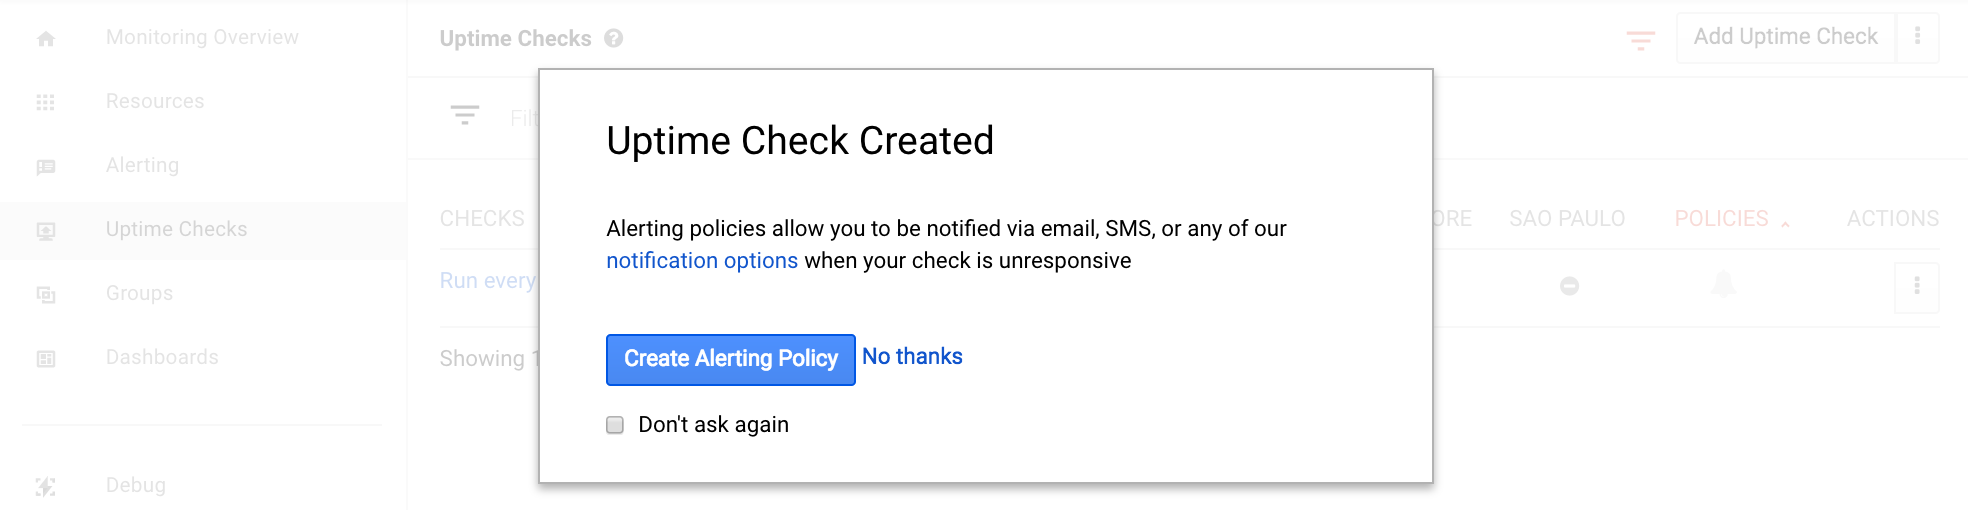 Monitoring Overview
Resources
Alerting
Uptime Checks
Groups
Dashboards
Debug
Uptime Checks ?
Add Uptime Check
CHECKS
SAO PAULO
POLICIES
ACTIONS
Run every
Showing 1
Uptime Check Created
Alerting policies allow you to be notified via email, SMS, or any of our
notification options when your check is unresponsive
Create Alerting Policy
No thanks
Don't ask again